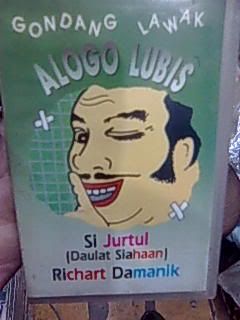 GONDANG LAWAK
ALOGO LUBIS
Si Jurtul
(Daulat Siahaan)
Richart Damanik